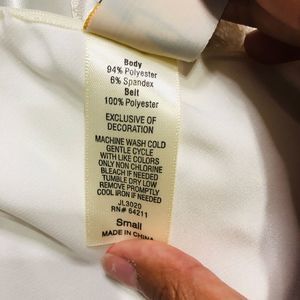 Body
94% Polyester
6% Spandex
Belt
100% Polyester
EXCLUSIVE OF
DECORATION
MACHINE WASH COLD
GENTLE CYCLE
WITH LIKE COLORS
ONLY NON CHLORINE
BLEACH IF NEEDED
TUMBLE DRY LOW
REMOVE PROMPTLY
COOL IRON IF NEEDED
JL3020
RN# 64211
Small
MADE IN CHINA